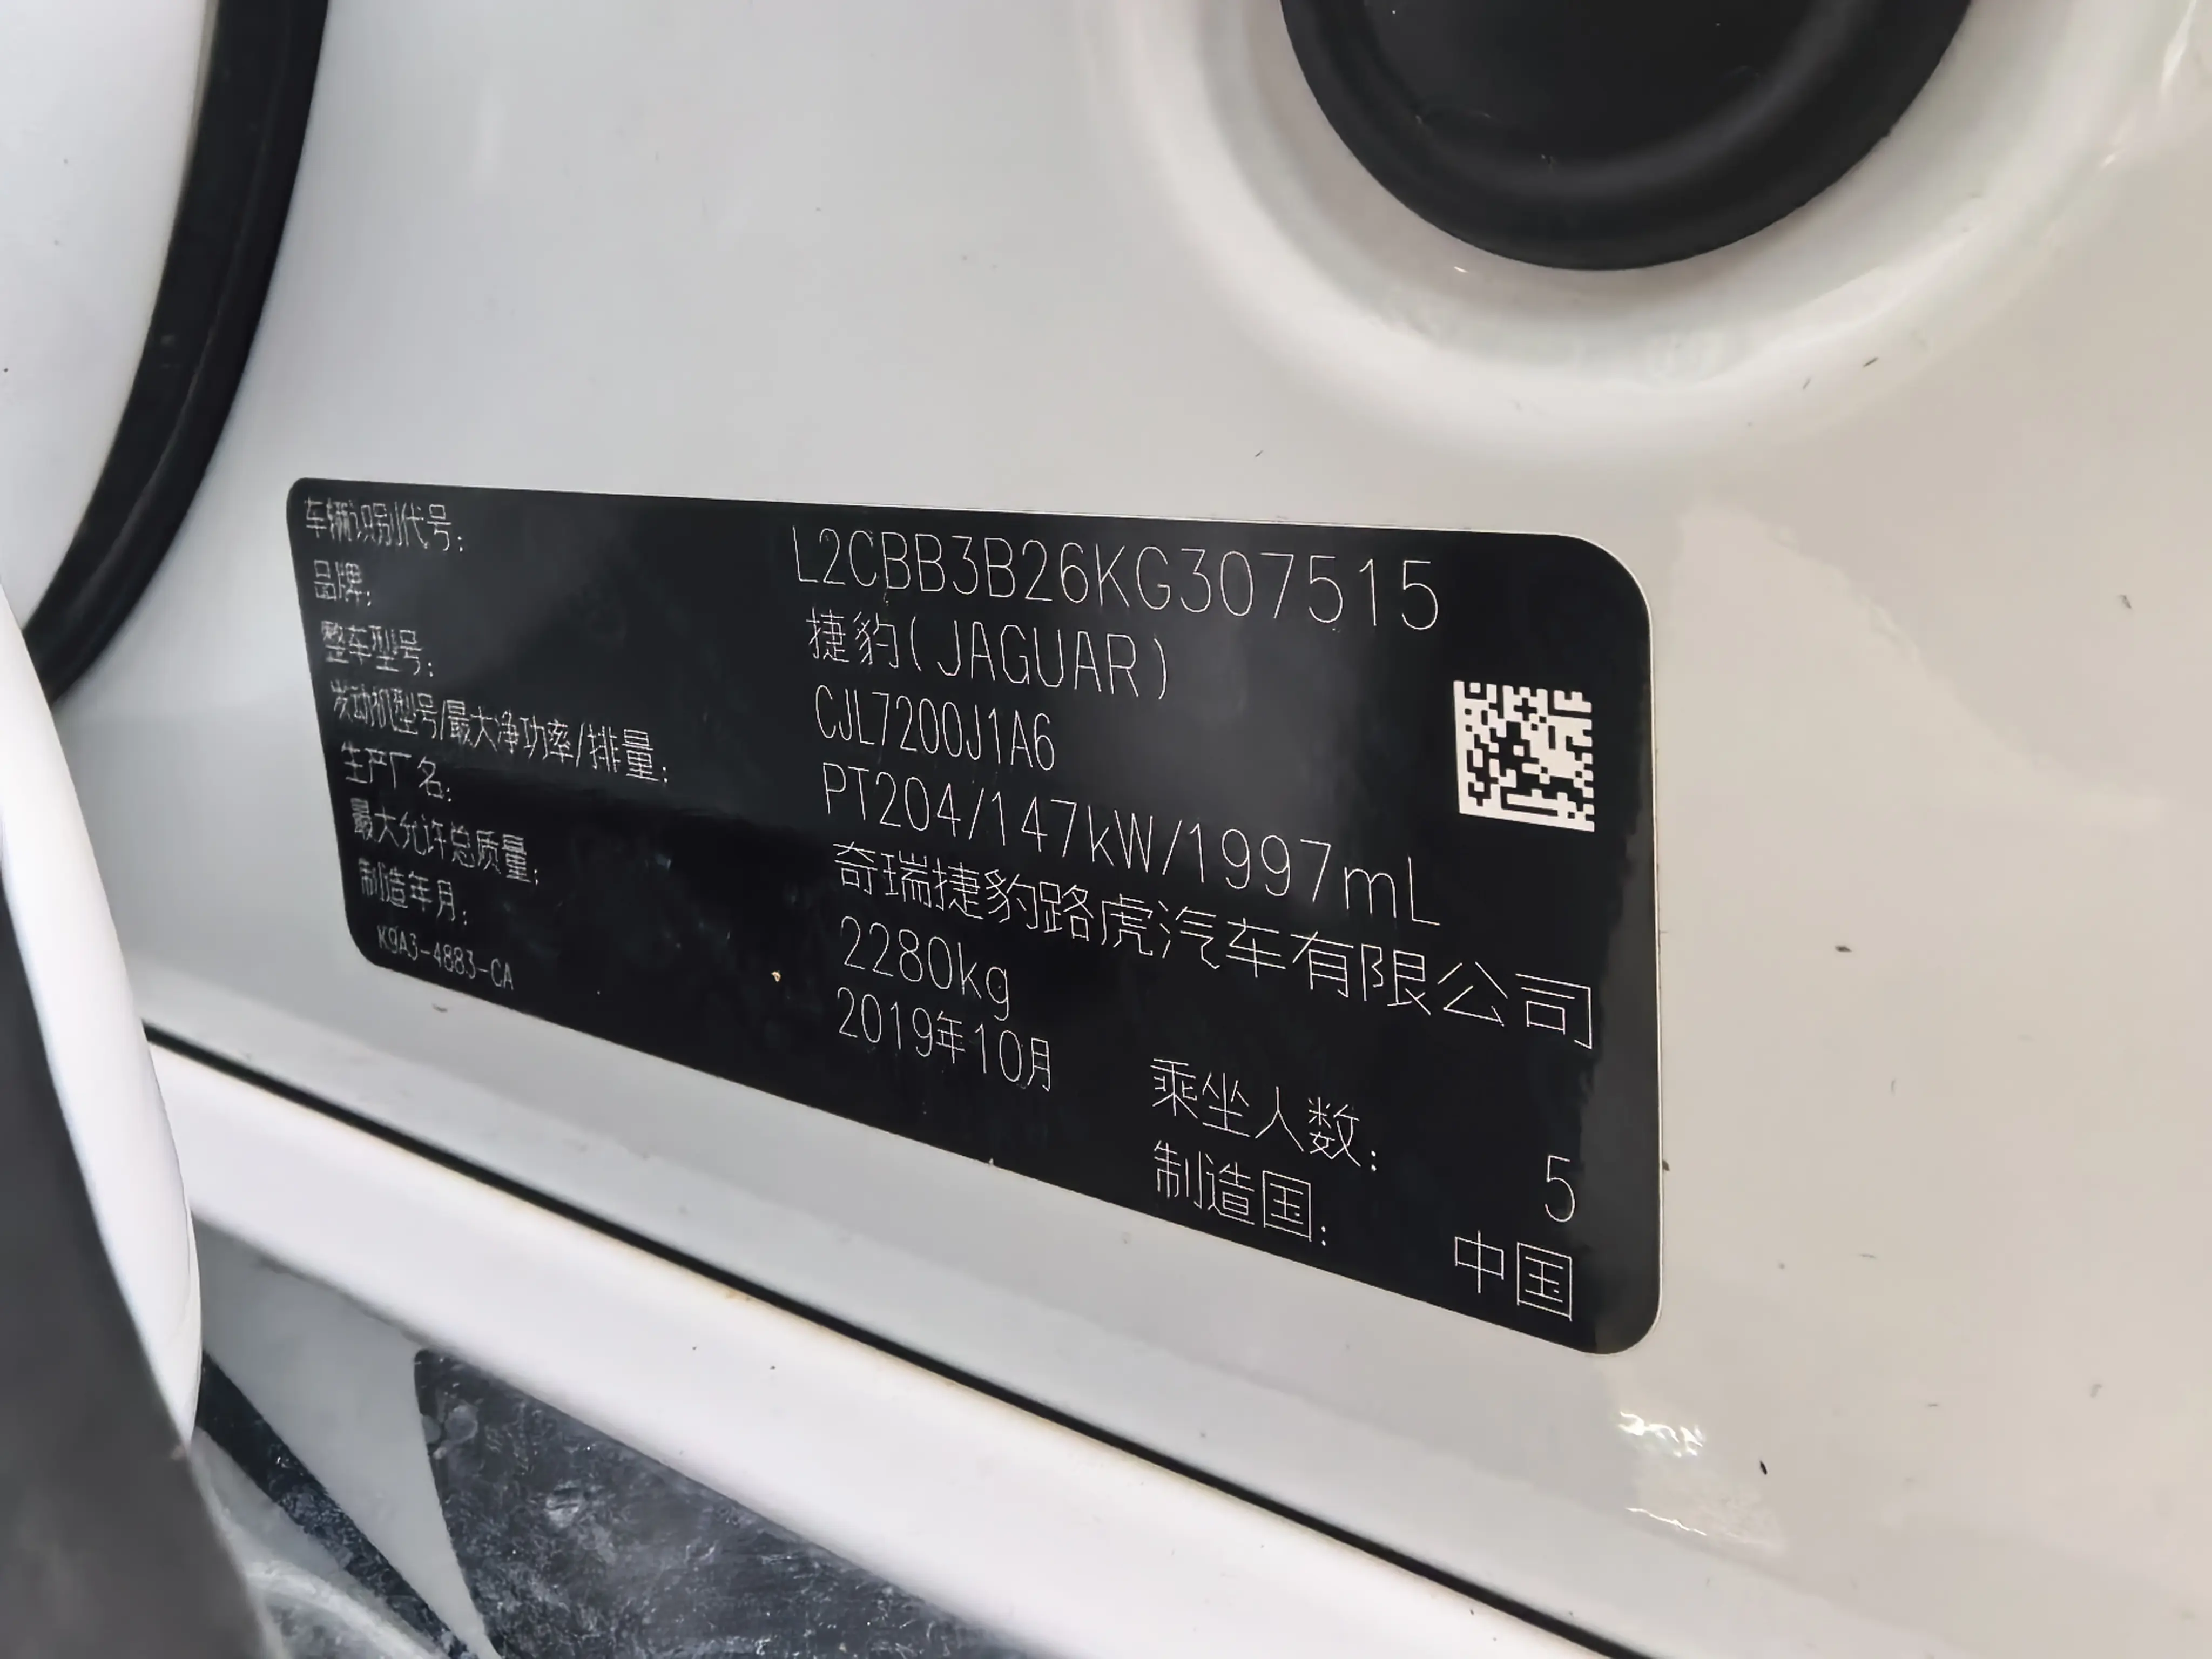 车辆识别代号: L2CBB3B26KG307515
品牌: 捷豹(JAGUAR)
整车型号: CJL7200J1A6
发动机型号/最大净功率/排量: PT204/147kW/1997mL
生产厂名: 奇瑞捷豹路虎汽车有限公司
最大允许总质量: 2280kg 乘坐人数: 5
制造年月: 2019年10月 制造国: 中国
K9A3-4883-CA